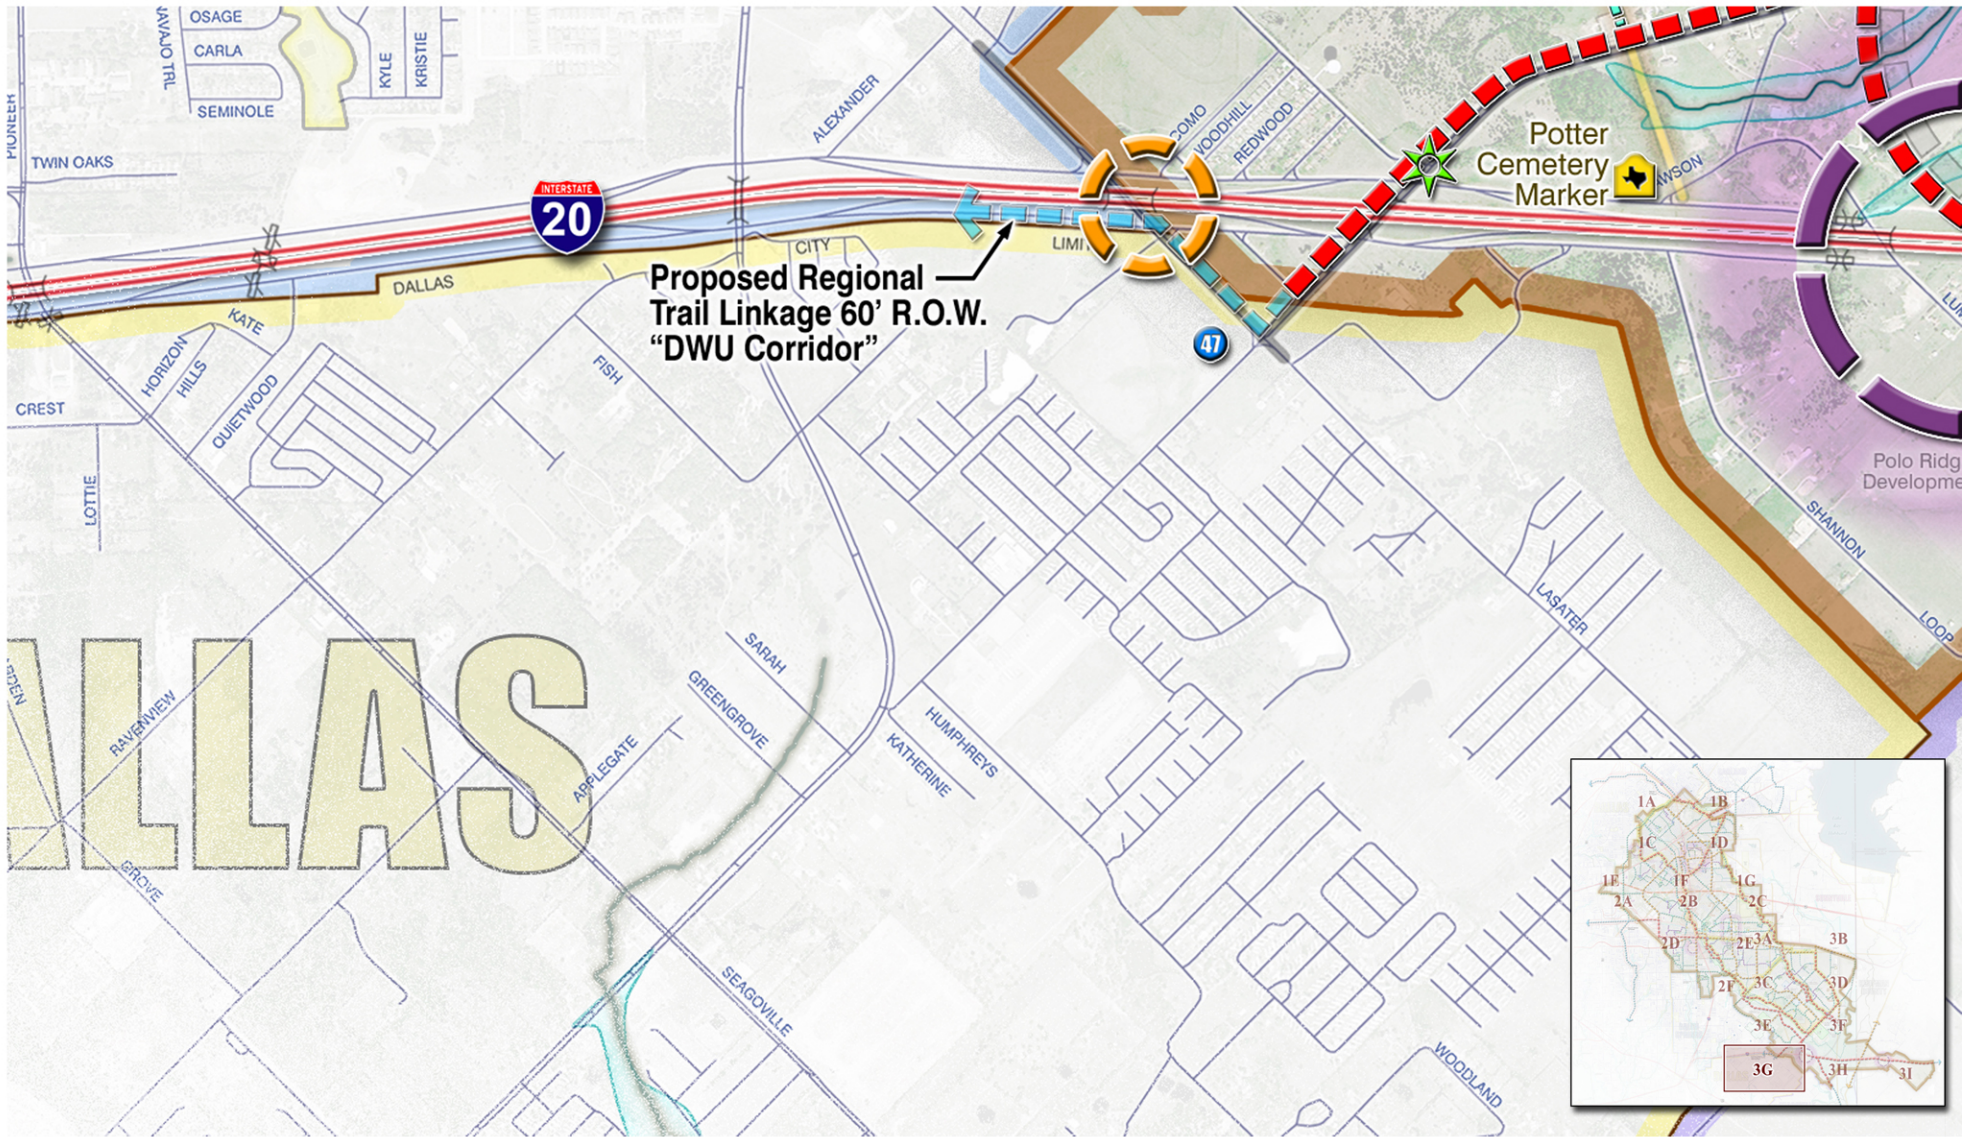 OSAGE
NAVAJO TRL
CARLA
KYLE
KRISTIE
SEMINOLE
PIONEER
TWIN OAKS
ALEXANDER
COMO
WOODHILL
REDWOOD
Potter
Cemetery
Marker
INTERSTATE
20
CITY
DALLAS
Proposed Regional
Trail Linkage 60’ R.O.W.
“DWU Corridor”
47
KATE
HORIZON
HILLS
QUIETWOOD
CREST
LOTTIE
FISH
Polo Ridg
Developme
SHANNON
LOOP
LASATER
SARAH
GREENGROVE
RAVENVIEW
APPLEGATE
HUMPHREYS
KATHERINE
ALLAS
GROVE
SEAGOVILLE
WOODLAND
1A
1B
1C
1D
1E
1F
1G
2A
2B
2C
2D
2E
3A
3B
2F
3C
3D
3E
3F
3G
3H
3I